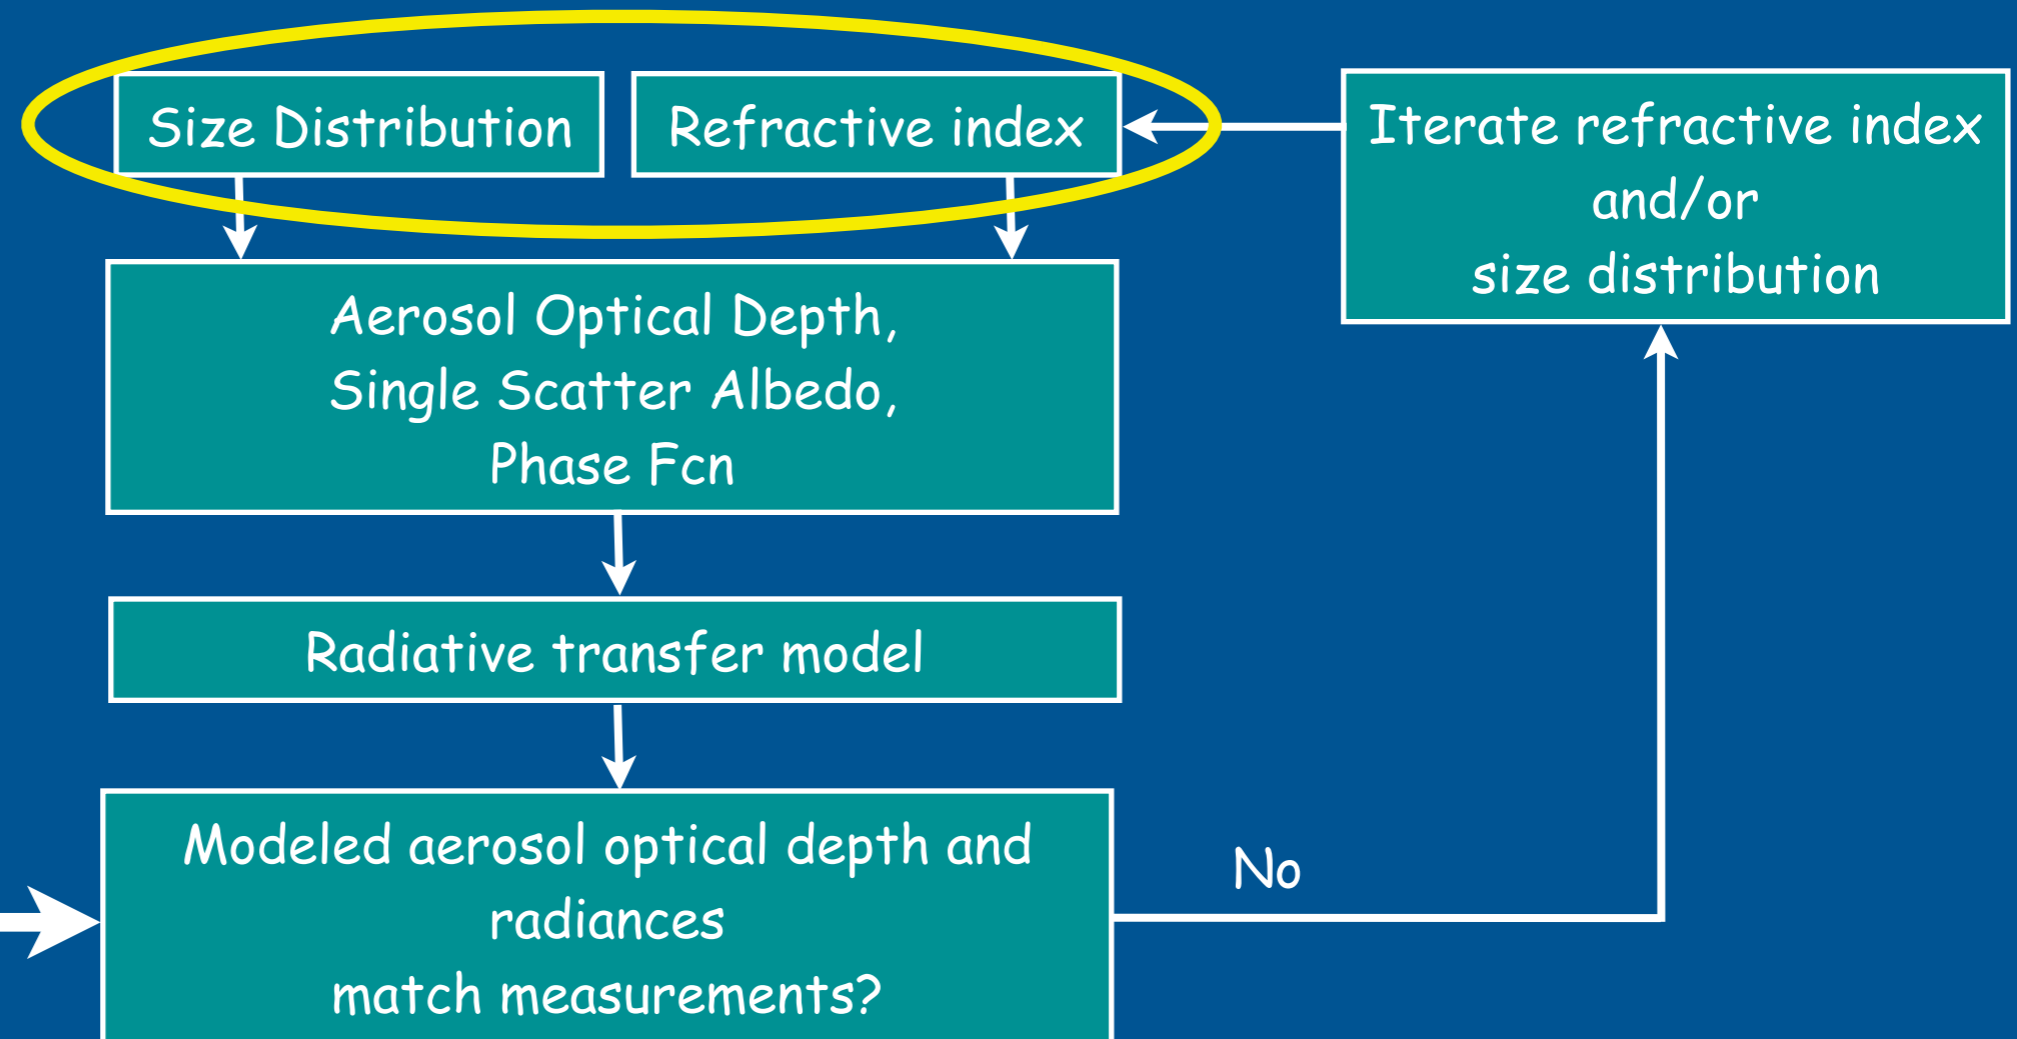 Size Distribution
Refractive index
Iterate refractive index
and/or
size distribution
Aerosol Optical Depth,
Single Scatter Albedo,
Phase Fcn
Radiative transfer model
Modeled aerosol optical depth and
radiances
match measurements?
No